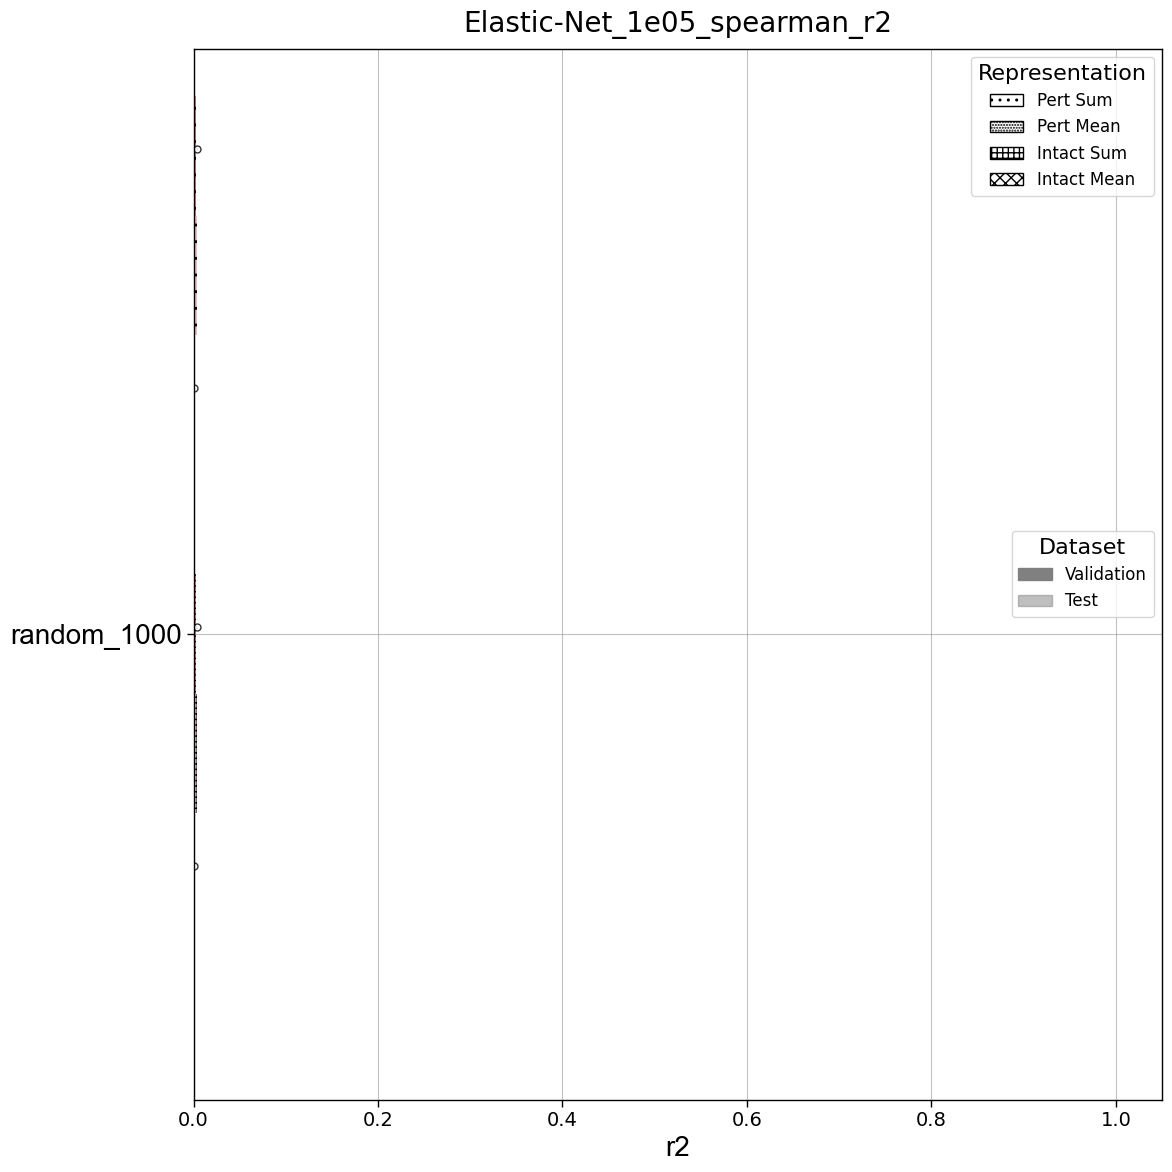 Elastic-Net_1e05_spearman_r2
Representation
Pert Sum
Pert Mean
Intact Sum
Intact Mean
Dataset
Validation
Test
random_1000
0.0
0.2
0.4
0.6
0.8
1.0
r2